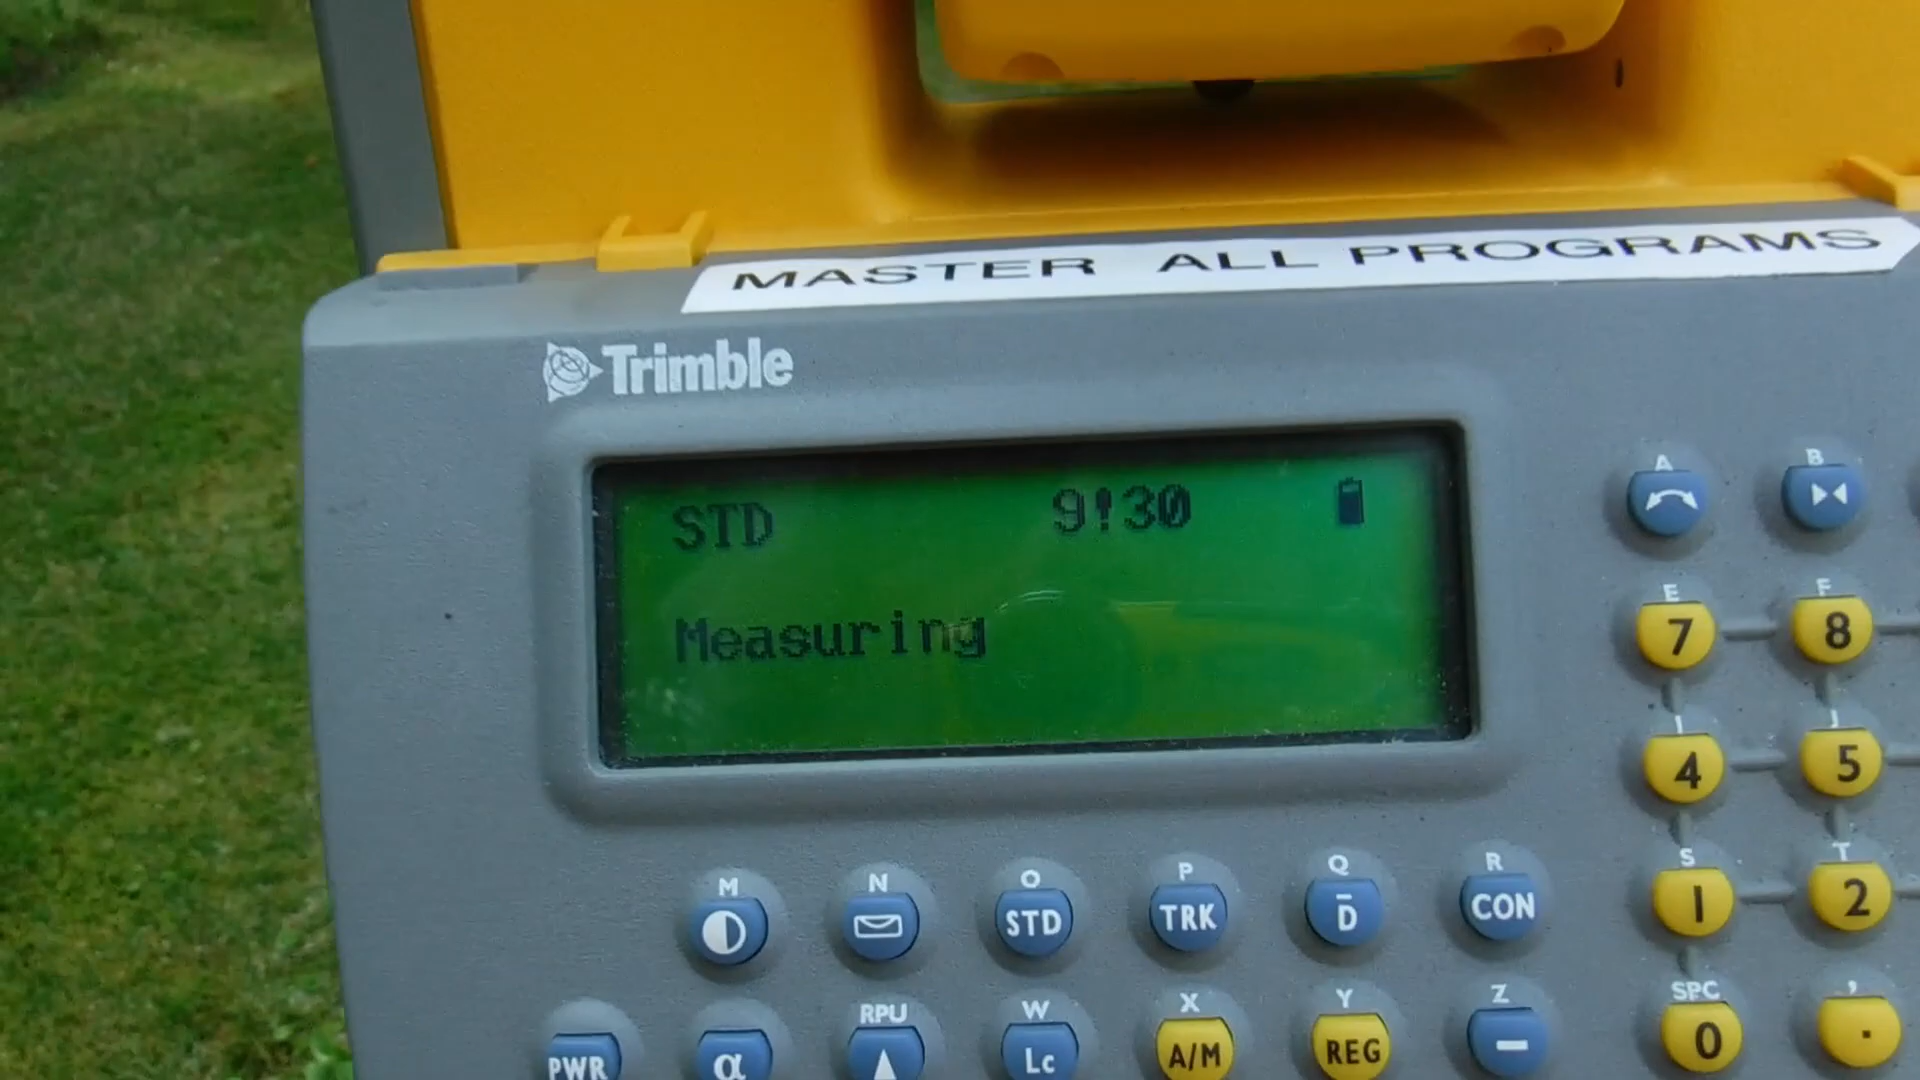 MASTER ALL PROGRAMS
Trimble
STD 9:30
Measuring
A B
E F
7 8
I J
4 5
M N O P Q R S T
STD TRK D̄ CON 1 2
RPU W X Y Z SPC ,
PWR α Lc A/M REG − 0 .